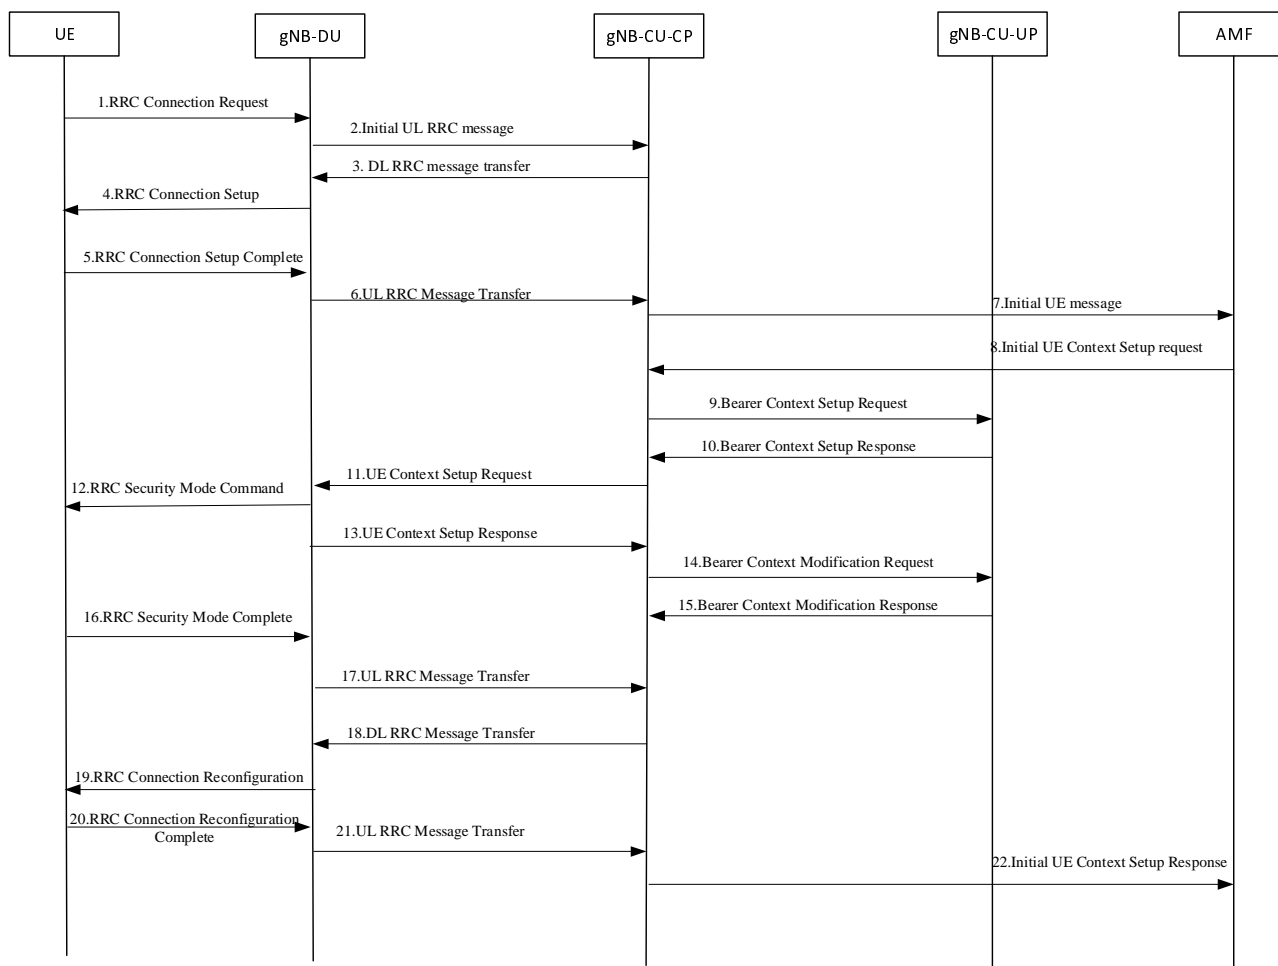 UE
gNB-DU
gNB-CU-CP
gNB-CU-UP
AMF
1.RRC Connection Request
2.Initial UL RRC message
3. DL RRC message transfer
4.RRC Connection Setup
5.RRC Connection Setup Complete
6.UL RRC Message Transfer
7.Initial UE message
8.Initial UE Context Setup request
9.Bearer Context Setup Request
10.Bearer Context Setup Response
11.UE Context Setup Request
12.RRC Security Mode Command
13.UE Context Setup Response
14.Bearer Context Modification Request
15.Bearer Context Modification Response
16.RRC Security Mode Complete
17.UL RRC Message Transfer
18.DL RRC Message Transfer
19.RRC Connection Reconfiguration
20.RRC Connection Reconfiguration
Complete
21.UL RRC Message Transfer
22.Initial UE Context Setup Response